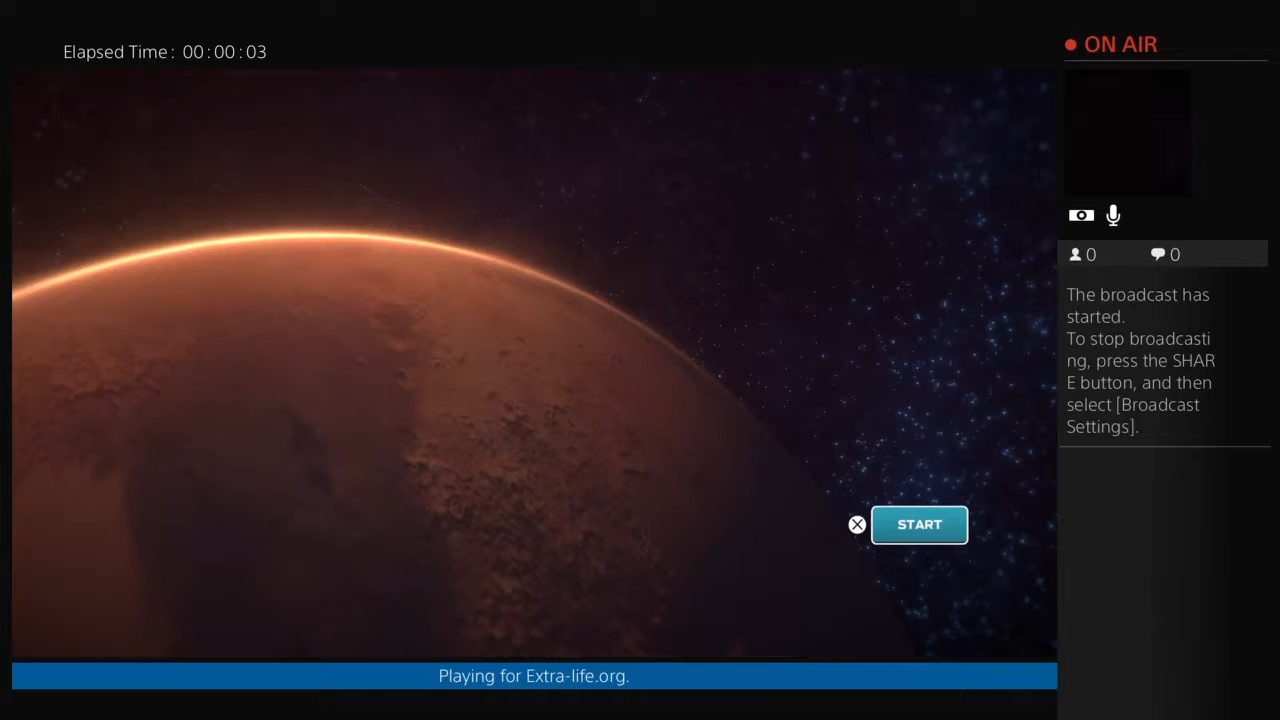 Elapsed Time: 00:00:03
ON AIR
0
0
The broadcast has
started.
To stop broadcasti
ng, press the SHAR
E button, and then
select [Broadcast
Settings].
START
Playing for Extra-life.org.